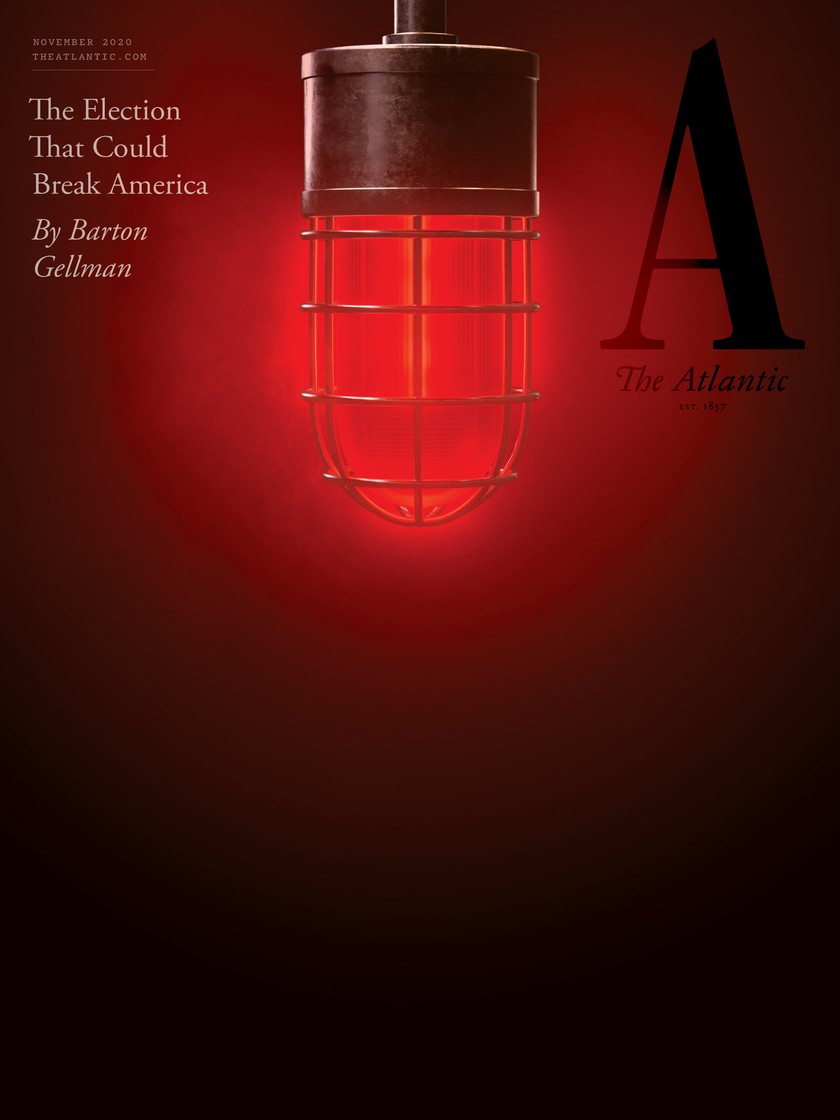 NOVEMBER 2020
THEATLANTIC.COM
The Election
That Could
Break America
By Barton
Gellman
A
The Atlantic
EST. 1857